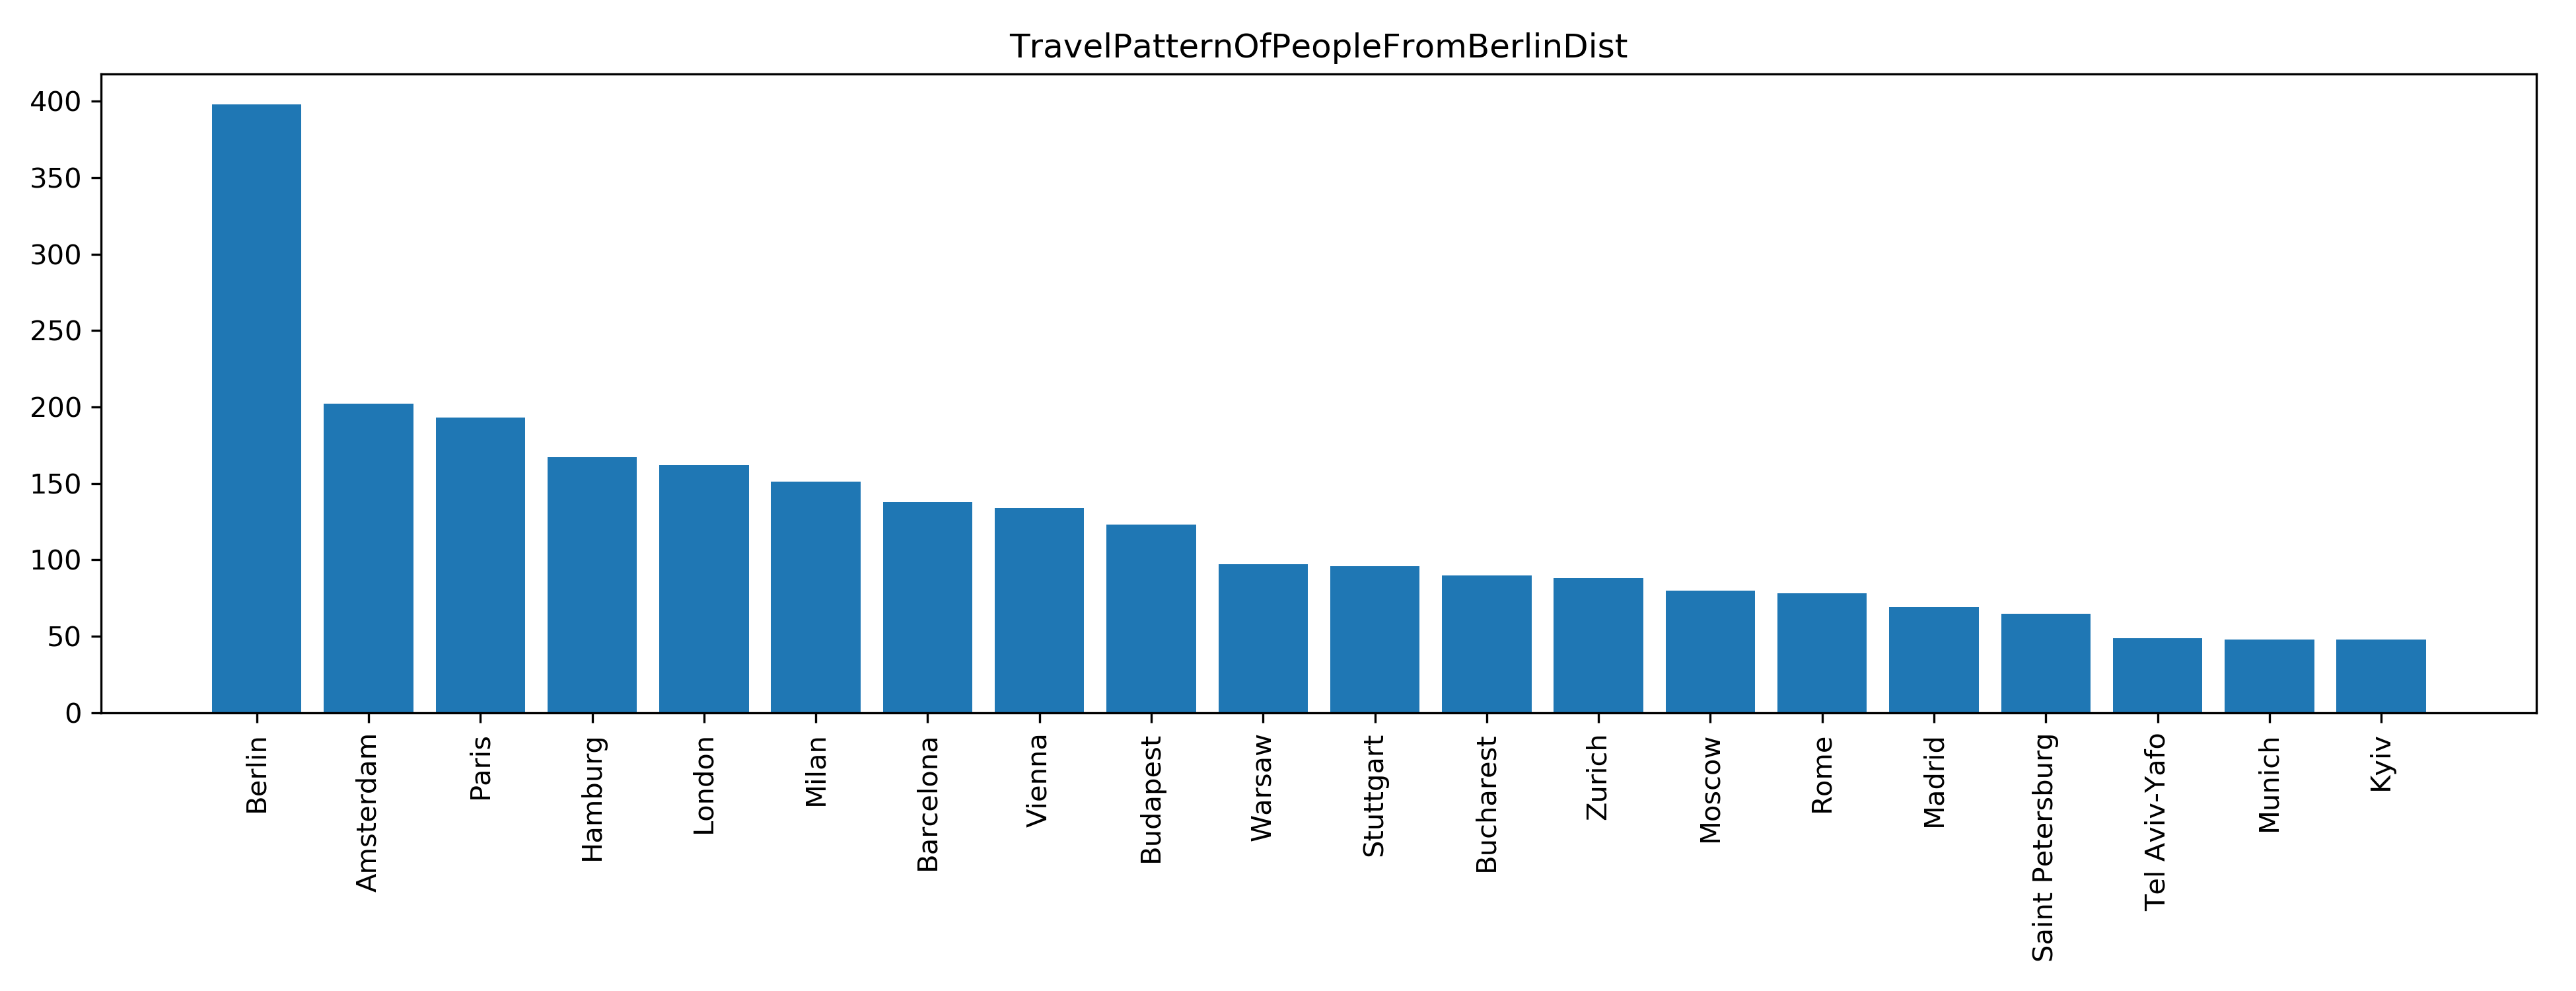 TravelPatternOfPeopleFromBerlinDist
400
350
300
250
200
150
100
50
0
Berlin
Amsterdam
Paris
Hamburg
London
Milan
Barcelona
Vienna
Budapest
Warsaw
Stuttgart
Bucharest
Zurich
Moscow
Rome
Madrid
Saint Petersburg
Tel Aviv-Yafo
Munich
Kyiv